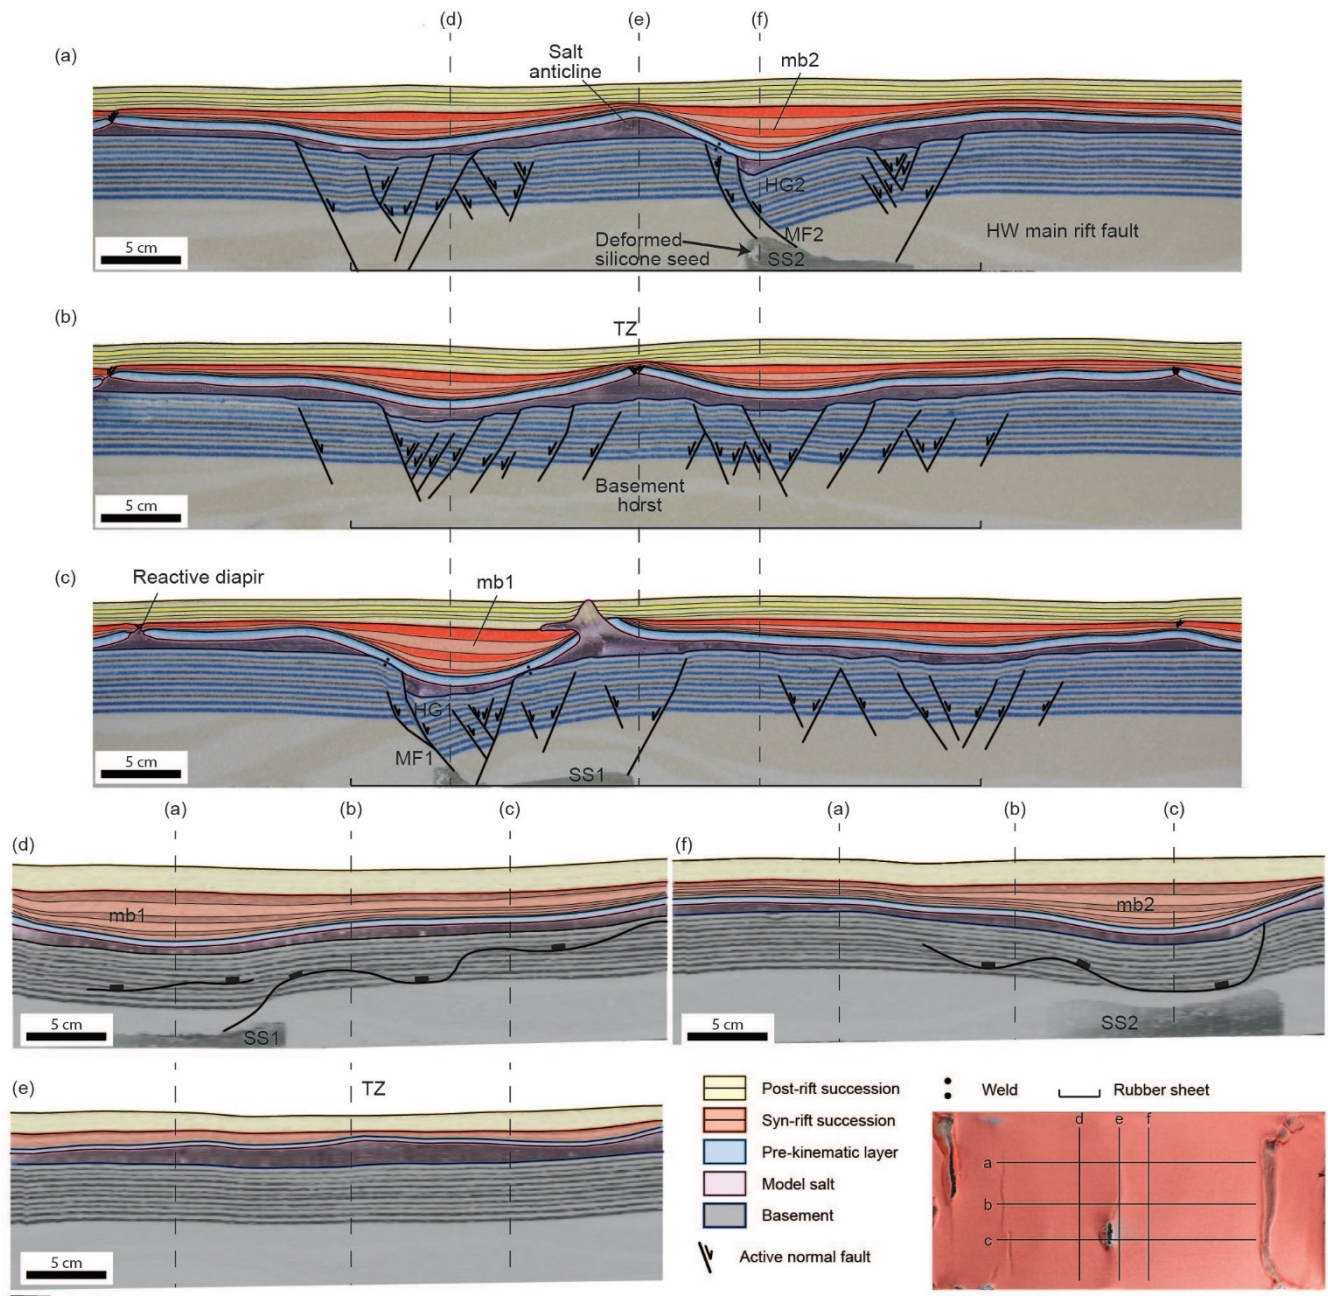 (d) (e) (f)
(a)
Salt
anticline
mb2
HG2
MF2
Deformed
silicone seed
SS2
HW main rift fault
5 cm
(b)
TZ
Basement
horst
5 cm
(c)
Reactive diapir
mb1
HG1
MF1
SS1
5 cm
(a) (b) (c) (a) (b) (c)
(d)
mb1
5 cm
SS1
(f)
mb2
5 cm
SS2
(e)
TZ
5 cm
Post-rift succession
Syn-rift succession
Pre-kinematic layer
Model salt
Basement
Active normal fault
Weld
Rubber sheet
d e f
a
b
c